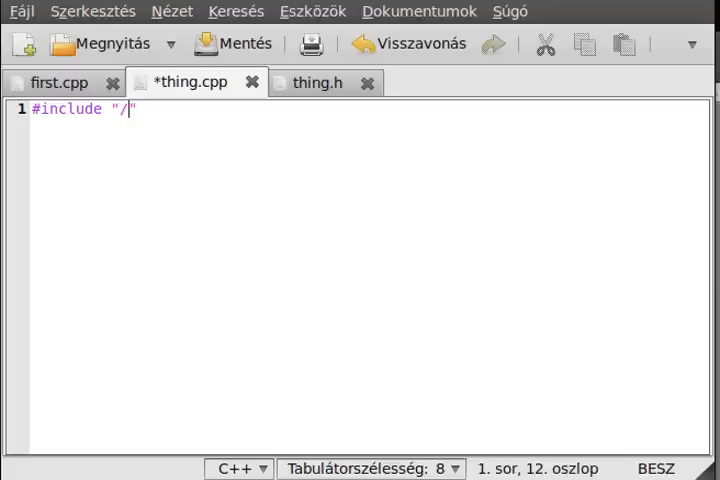 Fájl Szerkesztés Nézet Keresés Eszközök Dokumentumok Súgó
Megnyitás Mentés Visszavonás
first.cpp *thing.cpp thing.h
1 #include "/"
C++ Tabulátorszélesség: 8 1. sor, 12. oszlop BESZ